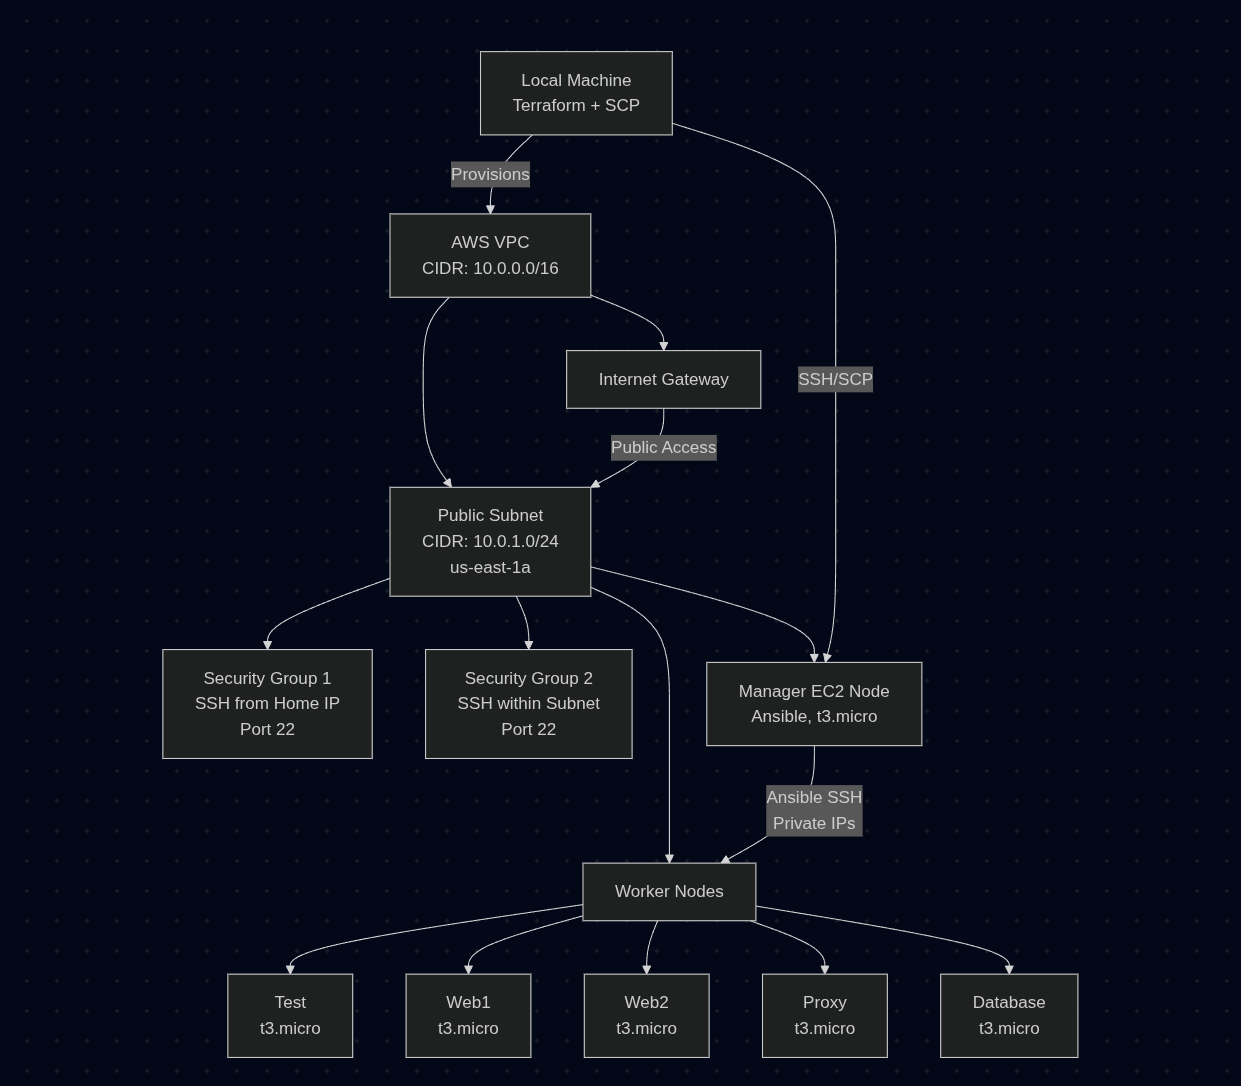 Local Machine
Terraform + SCP
Provisions
AWS VPC
CIDR: 10.0.0.0/16
Internet Gateway
SSH/SCP
Public Access
Public Subnet
CIDR: 10.0.1.0/24
us-east-1a
Security Group 1
SSH from Home IP
Port 22
Security Group 2
SSH within Subnet
Port 22
Manager EC2 Node
Ansible, t3.micro
Ansible SSH
Private IPs
Worker Nodes
Test
t3.micro
Web1
t3.micro
Web2
t3.micro
Proxy
t3.micro
Database
t3.micro